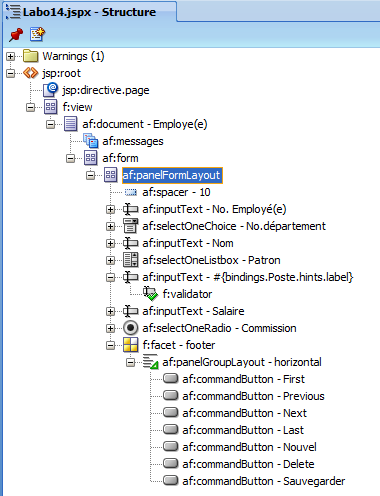 Labo14.jspx - Structure
Warnings (1)
jsp:root
jsp:directive.page
f:view
af:document - Employe(e)
af:messages
af:form
af:panelFormLayout
af:spacer - 10
af:inputText - No. Employé(e)
af:selectOneChoice - No.département
af:inputText - Nom
af:selectOneListbox - Patron
af:inputText - #{bindings.Poste.hints.label}
f:validator
af:inputText - Salaire
af:selectOneRadio - Commission
f:facet - footer
af:panelGroupLayout - horizontal
af:commandButton - First
af:commandButton - Previous
af:commandButton - Next
af:commandButton - Last
af:commandButton - Nouvel
af:commandButton - Delete
af:commandButton - Sauvegarder